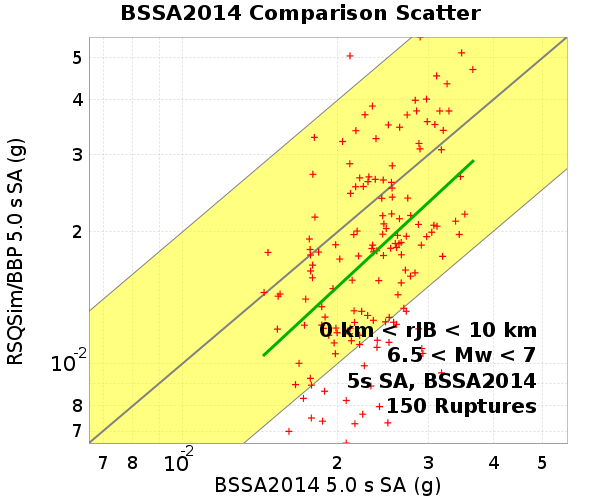 BSSA2014 Comparison Scatter
RSQSim/BBP 5.0 s SA (g)
5
4
3
2
10-2
8
7
0 km < rJB < 10 km
6.5 < Mw < 7
5s SA, BSSA2014
150 Ruptures
7 8 10-2 2 3 4 5
BSSA2014 5.0 s SA (g)